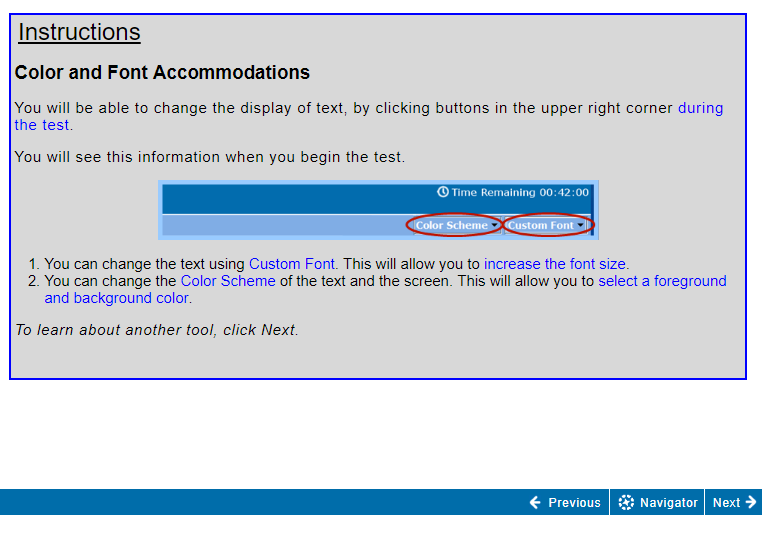 Instructions
Color and Font Accommodations
You will be able to change the display of text, by clicking buttons in the upper right corner during
the test.
You will see this information when you begin the test.
Time Remaining 00:42:00
Color Scheme Custom Font
1. You can change the text using Custom Font. This will allow you to increase the font size.
2. You can change the Color Scheme of the text and the screen. This will allow you to select a foreground
and background color.
To learn about another tool, click Next.
Previous Navigator Next